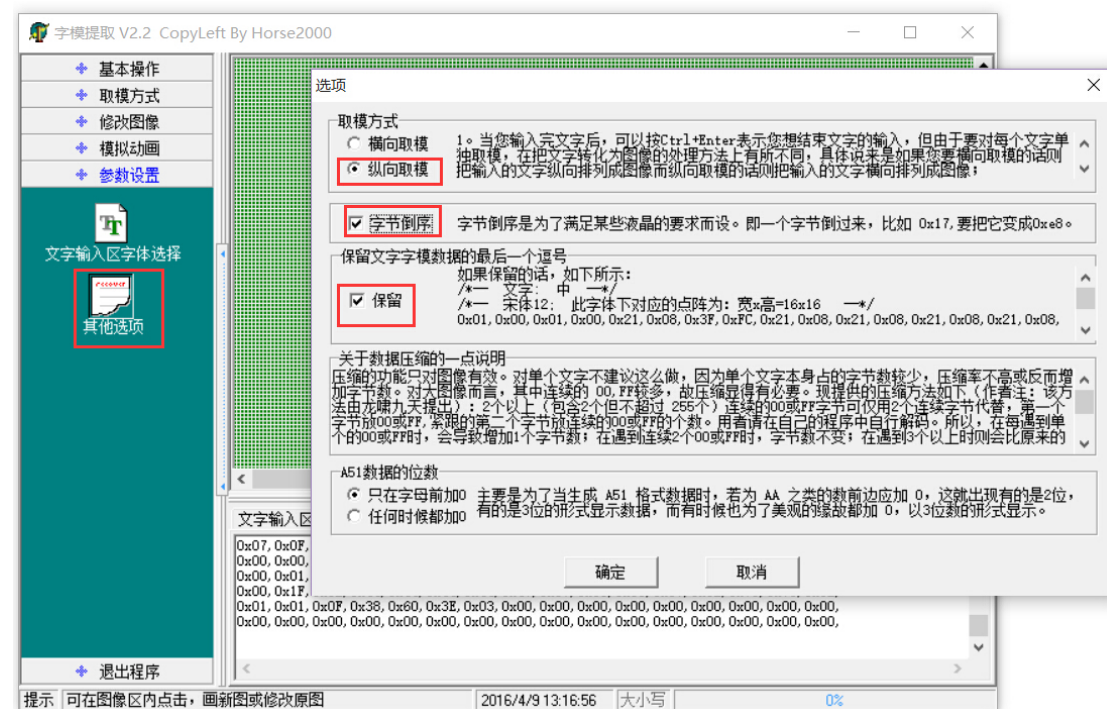 字模提取 V2.2 CopyLeft By Horse2000
基本操作
取模方式
修改图像
模拟动画
参数设置
文字输入区字体选择
其他选项
退出程序
选项
取模方式
横向取模
纵向取模
1。当您输入完文字后，可以按Ctrl+Enter表示您想结束文字的输入，但由于要对每个文字单
独取模，在把文字转化为图像的处理方法上有所不同，具体说来是如果您要横向取模的话则
把输入的文字纵向排列成图像而纵向取模的话则把输入的文字横向排列成图像；
字节倒序
字节倒序是为了满足某些液晶的要求而设。即一个字节倒过来，比如 0x17,要把它变成0xe8。
保留文字字模数据的最后一个逗号
保留
如果保留的话，如下所示：
/*— 文字: 中 —*/
/*— 宋体12; 此字体下对应的点阵为：宽x高=16x16 —*/
0x01,0x00,0x01,0x00,0x21,0x08,0x3F,0xFC,0x21,0x08,0x21,0x08,0x21,0x08,0x21,0x08,
关于数据压缩的一点说明
压缩的功能只对图像有效。对单个文字不建议这么做，因为单个文字本身占的字节数较少，压缩率不高或反而增
加字节数。对大图像而言，其中连续的 00,FF较多，故压缩显得有必要。现提供的压缩方法如下（作者注：该方
法由龙啸九天提出）：2个以上（包含2个但不超过 255个）连续的00或FF字节可仅用2个连续字节代替，第一个
字节放00或FF,紧跟的第二个字节放连续的00或FF的个数。用者请在自己的程序中自行解码。所以，在每遇到单
个的00或FF时，会导致增加1个字节数；在遇到连续2个00或FF时，字节数不变；在遇到3个以上时则会比原来的
A51数据的位数
只在字母前加0
任何时候都加0
主要是为了当生成 A51 格式数据时，若为 AA 之类的数前边应加 0，这就出现有的是2位，
有的是3位的形式显示数据，而有时候也为了美观的缘故都加 0，以3位数的形式显示。
确定
取消
文字输入区
0x07,0x0F,
0x00,0x00,
0x00,0x01,
0x00,0x1F,
0x01,0x01,0x0F,0x38,0x60,0x3E,0x03,0x00,0x00,0x00,0x00,0x00,0x00,0x00,0x00,0x00,
0x00,0x00,0x00,0x00,0x00,0x00,0x00,0x00,0x00,0x00,0x00,0x00,0x00,0x00,0x00,0x00,
提示
可在图像区内点击，画新图或修改原图
2016/4/9 13:16:56
大小写
0%